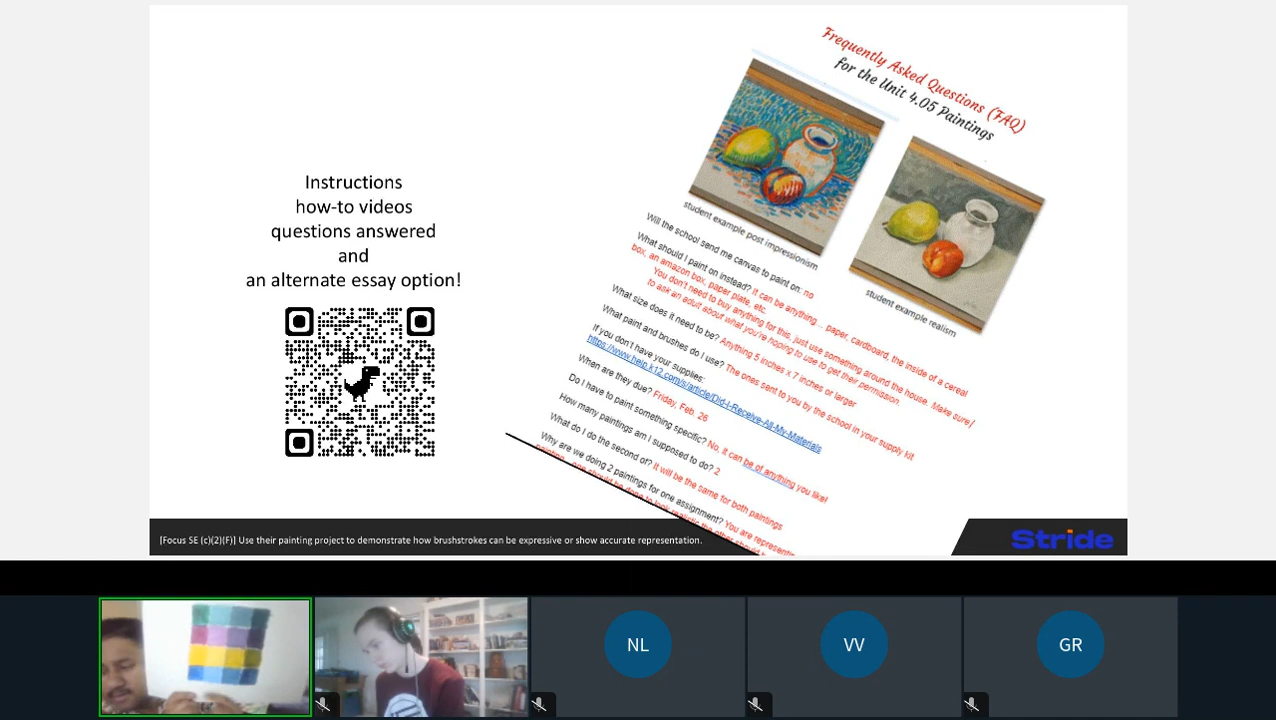 Frequently Asked Questions (FAQ)
for the Unit 4.05 Paintings
student example post impressionism
student example realism
Instructions
how-to videos
questions answered
and
an alternate essay option!
Will the school send me canvas to paint on: no
What should I paint on instead? It can be anything... paper, cardboard, the inside of a cereal
box, an amazon box, paper plate, etc.
You don't need to buy anything for this, just use something around the house. Make sure
to ask an adult about what you're hoping to use to get their permission.
What size does it need to be? Anything 5 inches x 7 inches or larger
What paint and brushes do I use? The ones sent to you by the school in your supply kit
If you don't have your supplies:
https://www.help.k12.com/s/article/Did-I-Receive-All-My-Materials
When are they due? Friday, Feb. 26
Do I have to paint something specific? No, it can be of anything you like!
How many paintings am I supposed to do? 2
What do I do the second of? It will be the same for both paintings
Why are we doing 2 paintings for one assignment? You are representing
[Focus SE (c)(2)(F)] Use their painting project to demonstrate how brushstrokes can be expressive or show accurate representation.
Stride
NL
VV
GR